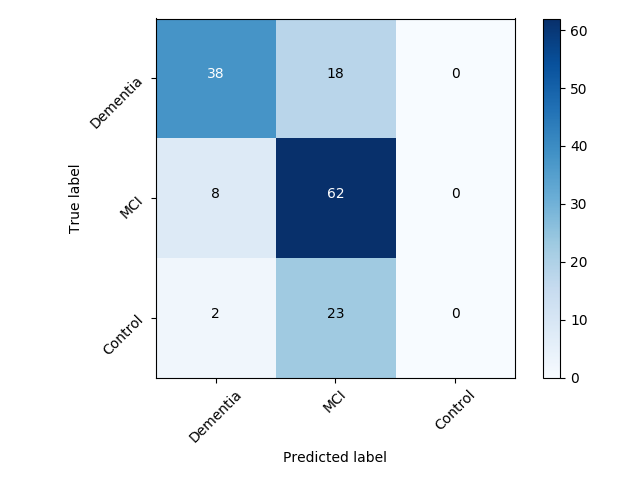 True label
Dementia
38 18 0
MCI
8 62 0
Control
2 23 0
Dementia MCI Control
Predicted label
60
50
40
30
20
10
0